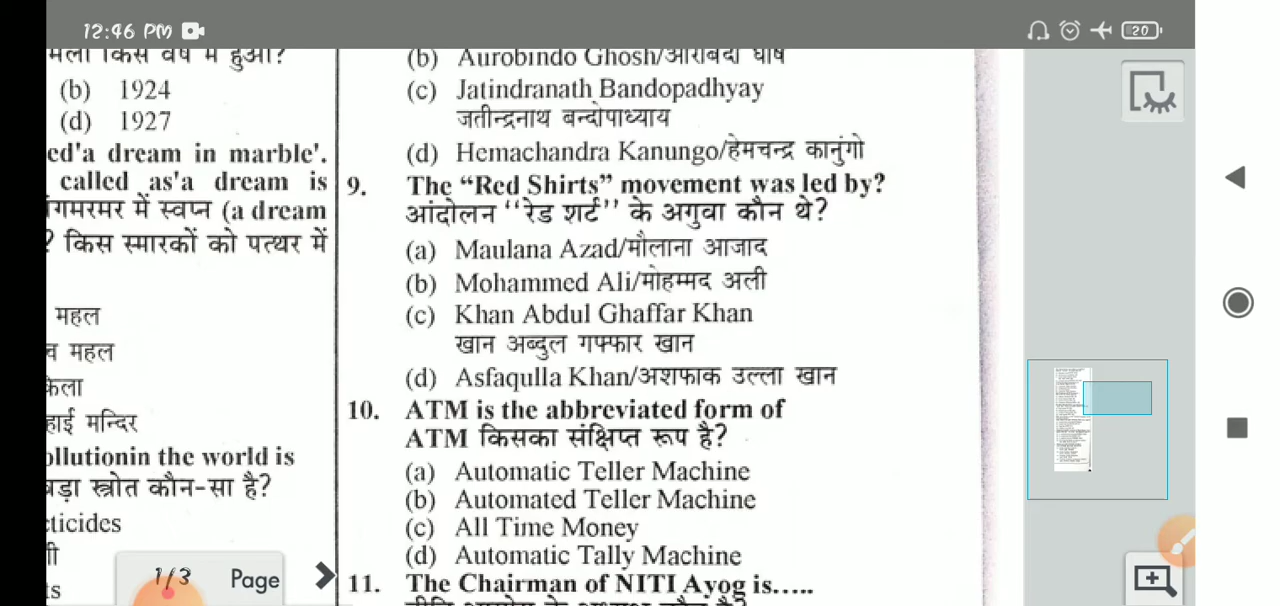 12:46 PM
20
(b) 1924
(d) 1927
ed'a dream in marble'.
called as'a dream is
में स्वप्न (a dream
? किस स्मारकों को पत्थर में
महल
महल
मन्दिर
ollutionin the world is
स्त्रोत कौन-सा है?
cticides
(b) Aurobindo Ghosh/
(c) Jatindranath Bandopadhyay
जतीन्द्रनाथ बन्दोपाध्याय
(d) Hemachandra Kanungo/हेमचन्द्र कानुंगो
9. The “Red Shirts” movement was led by?
आंदोलन ‘‘रेड शर्ट’’ के अगुवा कौन थे?
(a) Maulana Azad/मौलाना आजाद
(b) Mohammed Ali/मोहम्मद अली
(c) Khan Abdul Ghaffar Khan
खान अब्दुल गफ्फार खान
(d) Asfaqulla Khan/अशफाक उल्ला खान
10. ATM is the abbreviated form of
ATM किसका संक्षिप्त रूप है?
(a) Automatic Teller Machine
(b) Automated Teller Machine
(c) All Time Money
(d) Automatic Tally Machine
11. The Chairman of NITI Ayog is.....
1/3 Page